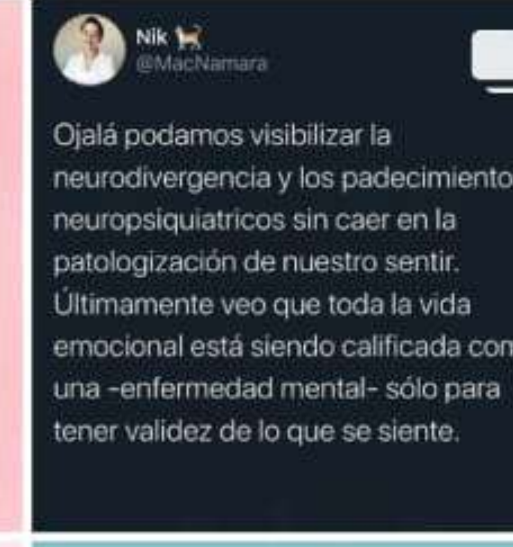 Nik
@MacNamara
Ojalá podamos visibilizar la
neurodivergencia y los padecimiento
neuropsiquiatricos sin caer en la
patologización de nuestro sentir.
Últimamente veo que toda la vida
emocional está siendo calificada com
una -enfermedad mental- sólo para
tener validez de lo que se siente.